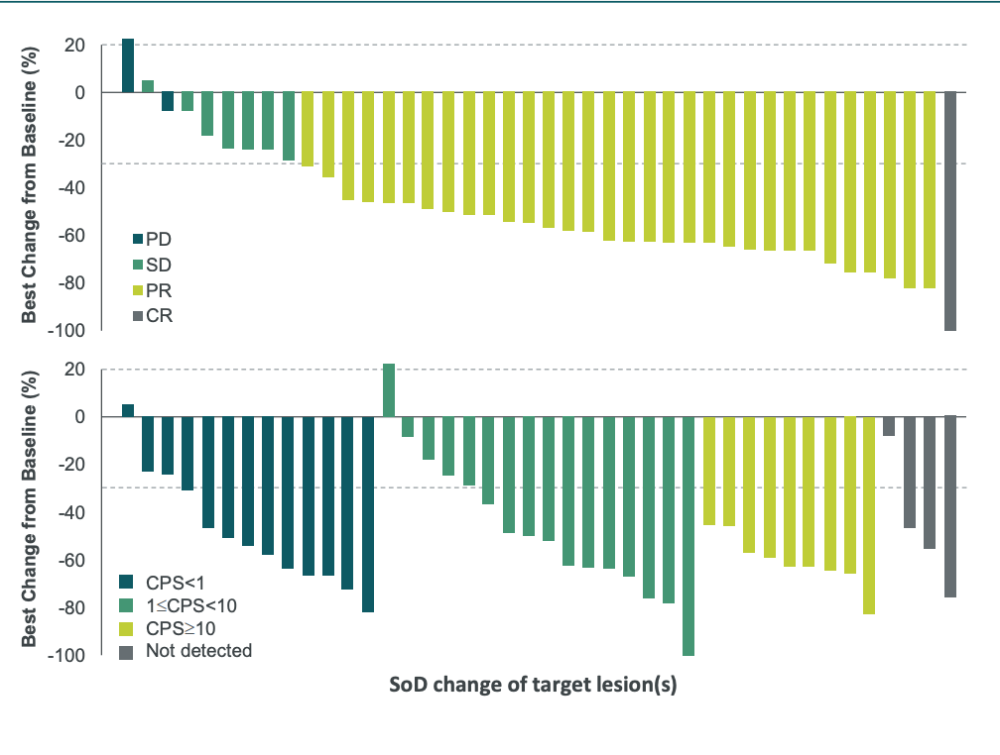 Best Change from Baseline (%)
20
0
-20
-40
-60
-80
-100
PD
SD
PR
CR
Best Change from Baseline (%)
20
0
-20
-40
-60
-80
-100
CPS<1
1≤CPS<10
CPS≥10
Not detected
SoD change of target lesion(s)